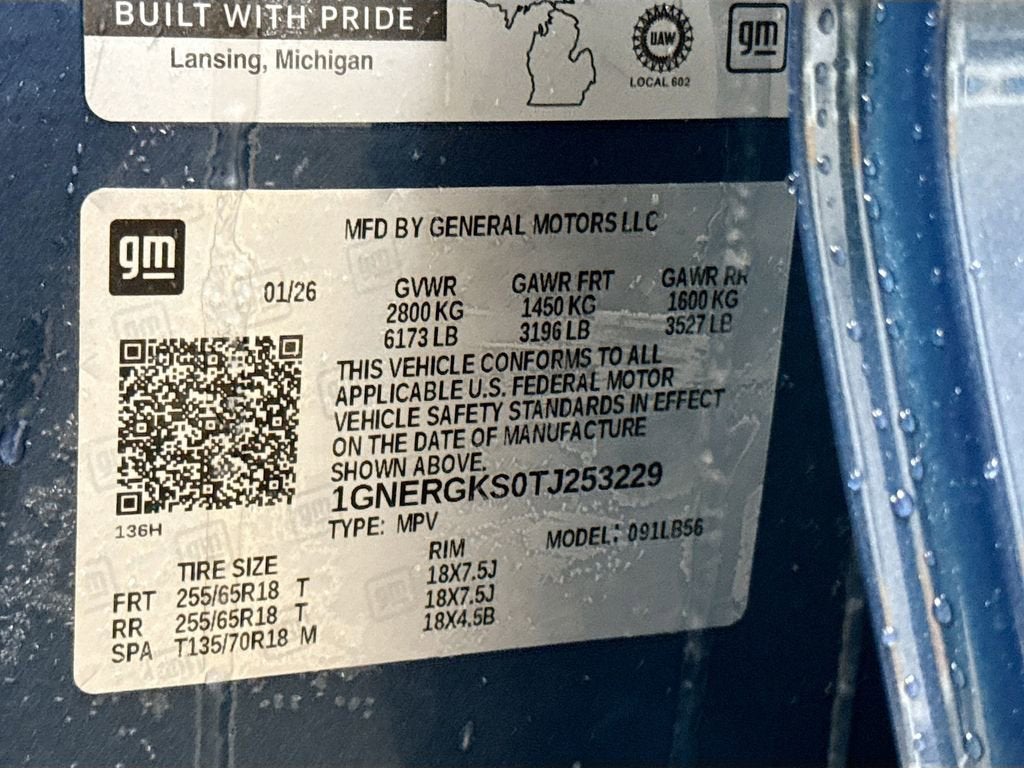 BUILT WITH PRIDE
Lansing, Michigan
UAW
LOCAL 602
gm
gm
MFD BY GENERAL MOTORS LLC
01/26
GVWR GAWR FRT GAWR RR
2800 KG 1450 KG 1600 KG
6173 LB 3196 LB 3527 LB
THIS VEHICLE CONFORMS TO ALL
APPLICABLE U.S. FEDERAL MOTOR
VEHICLE SAFETY STANDARDS IN EFFECT
ON THE DATE OF MANUFACTURE
SHOWN ABOVE.
1GNERGKS0TJ253229
136H
TYPE: MPV MODEL: 091LB56
TIRE SIZE RIM
FRT 255/65R18 T 18X7.5J
RR 255/65R18 T 18X7.5J
SPA T135/70R18 M 18X4.5B